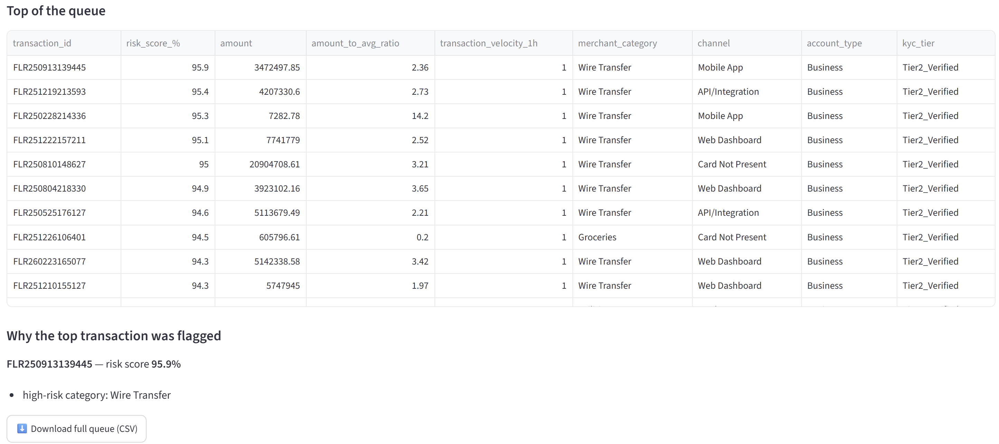 Top of the queue
transaction_id risk_score_% amount amount_to_avg_ratio transaction_velocity_1h merchant_category channel account_type kyc_tier
FLR250913139445 95.9 3472497.85 2.36 1 Wire Transfer Mobile App Business Tier2_Verified
FLR251219213593 95.4 4207330.6 2.73 1 Wire Transfer API/Integration Business Tier2_Verified
FLR250228214336 95.3 7282.78 14.2 1 Wire Transfer Mobile App Business Tier2_Verified
FLR251222157211 95.1 7741779 2.52 1 Wire Transfer Web Dashboard Business Tier2_Verified
FLR250810148627 95 20904708.61 3.21 1 Wire Transfer Card Not Present Business Tier2_Verified
FLR250804218330 94.9 3923102.16 3.65 1 Wire Transfer Web Dashboard Business Tier2_Verified
FLR250525176127 94.6 5113679.49 2.21 1 Wire Transfer API/Integration Business Tier2_Verified
FLR251226106401 94.5 605796.61 0.2 1 Groceries Card Not Present Business Tier2_Verified
FLR260223165077 94.3 5142338.58 3.42 1 Wire Transfer Web Dashboard Business Tier2_Verified
FLR251210155127 94.3 5747945 1.97 1 Wire Transfer Web Dashboard Business Tier2_Verified
Why the top transaction was flagged
FLR250913139445 — risk score 95.9%
• high-risk category: Wire Transfer
⬇️ Download full queue (CSV)